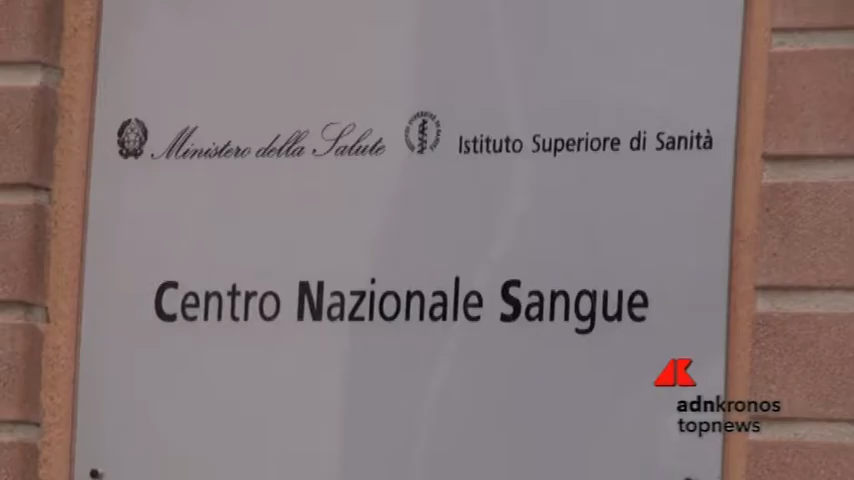 Ministero della Salute Istituto Superiore di Sanità
Centro Nazionale Sangue
adnkronos
topnews